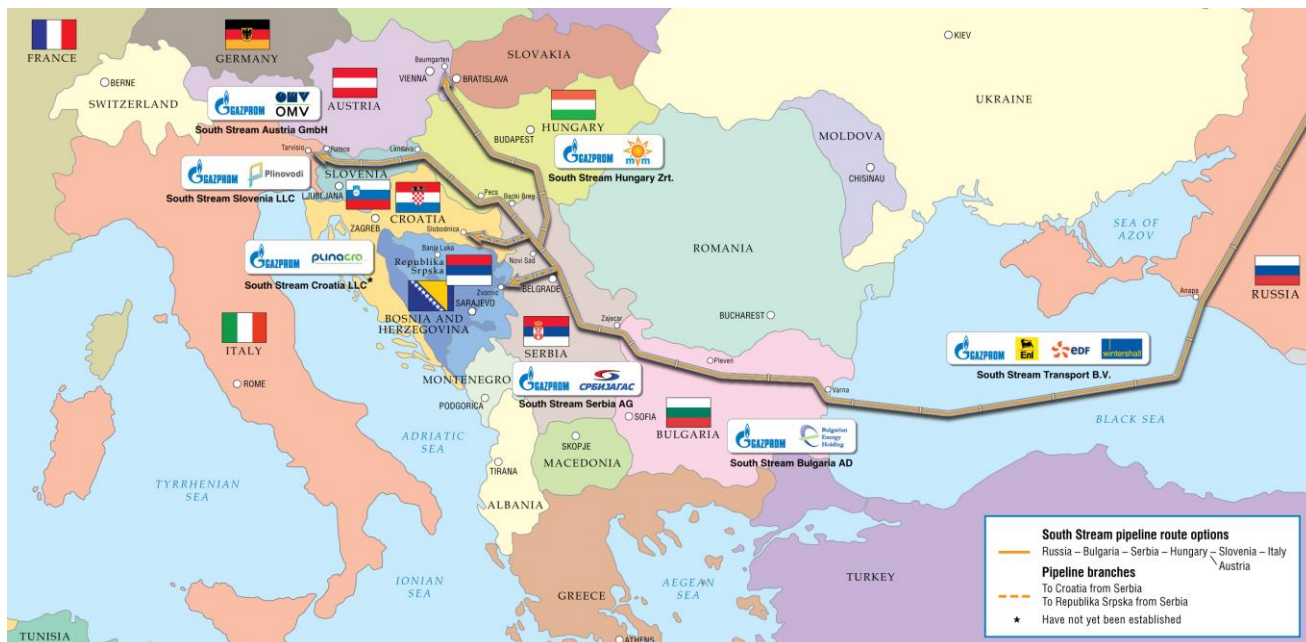 FRANCE
GERMANY
SLOVAKIA
KIEV
BERNE
SWITZERLAND
Baumgarten
VIENNA
BRATISLAVA
AUSTRIA
UKRAINE
GAZPROM
OMV
South Stream Austria GmbH
HUNGARY
BUDAPEST
MOLDOVA
CHISINAU
GAZPROM
South Stream Hungary Zrt.
Tarvisio
Lendava
GAZPROM
Plinovodi
South Stream Slovenia LLC
SLOVENIA
LJUBLJANA
Pecs
Backi Breg
CROATIA
ZAGREB
Slobodnica
SEA OF
AZOV
ROMANIA
GAZPROM
South Stream Croatia LLC
★
Banja Luka
Republika
Srpska
Novi Sad
BELGRADE
Zvornic
SARAJEVO
BOSNIA AND
HERZEGOVINA
Anapa
RUSSIA
Zajecar
BUCHAREST
ITALY
SERBIA
Pleven
GAZPROM
Eni
EDF
wintershall
South Stream Transport B.V.
ROME
MONTENEGRO
PODGORICA
GAZPROM
СРБИЈАГАС
South Stream Serbia AG
Varna
SOFIA
BULGARIA
GAZPROM
Bulgarian
Energy
Holding
South Stream Bulgaria AD
BLACK SEA
ADRIATIC
SEA
SKOPJE
MACEDONIA
TIRANA
ALBANIA
TYRRHENIAN
SEA
IONIAN
SEA
GREECE
AEGEAN
SEA
TURKEY
TUNISIA
ATHENS
South Stream pipeline route options
Russia – Bulgaria – Serbia – Hungary – Slovenia – Italy
Austria
Pipeline branches
To Croatia from Serbia
To Republika Srpska from Serbia
★ Have not yet been established